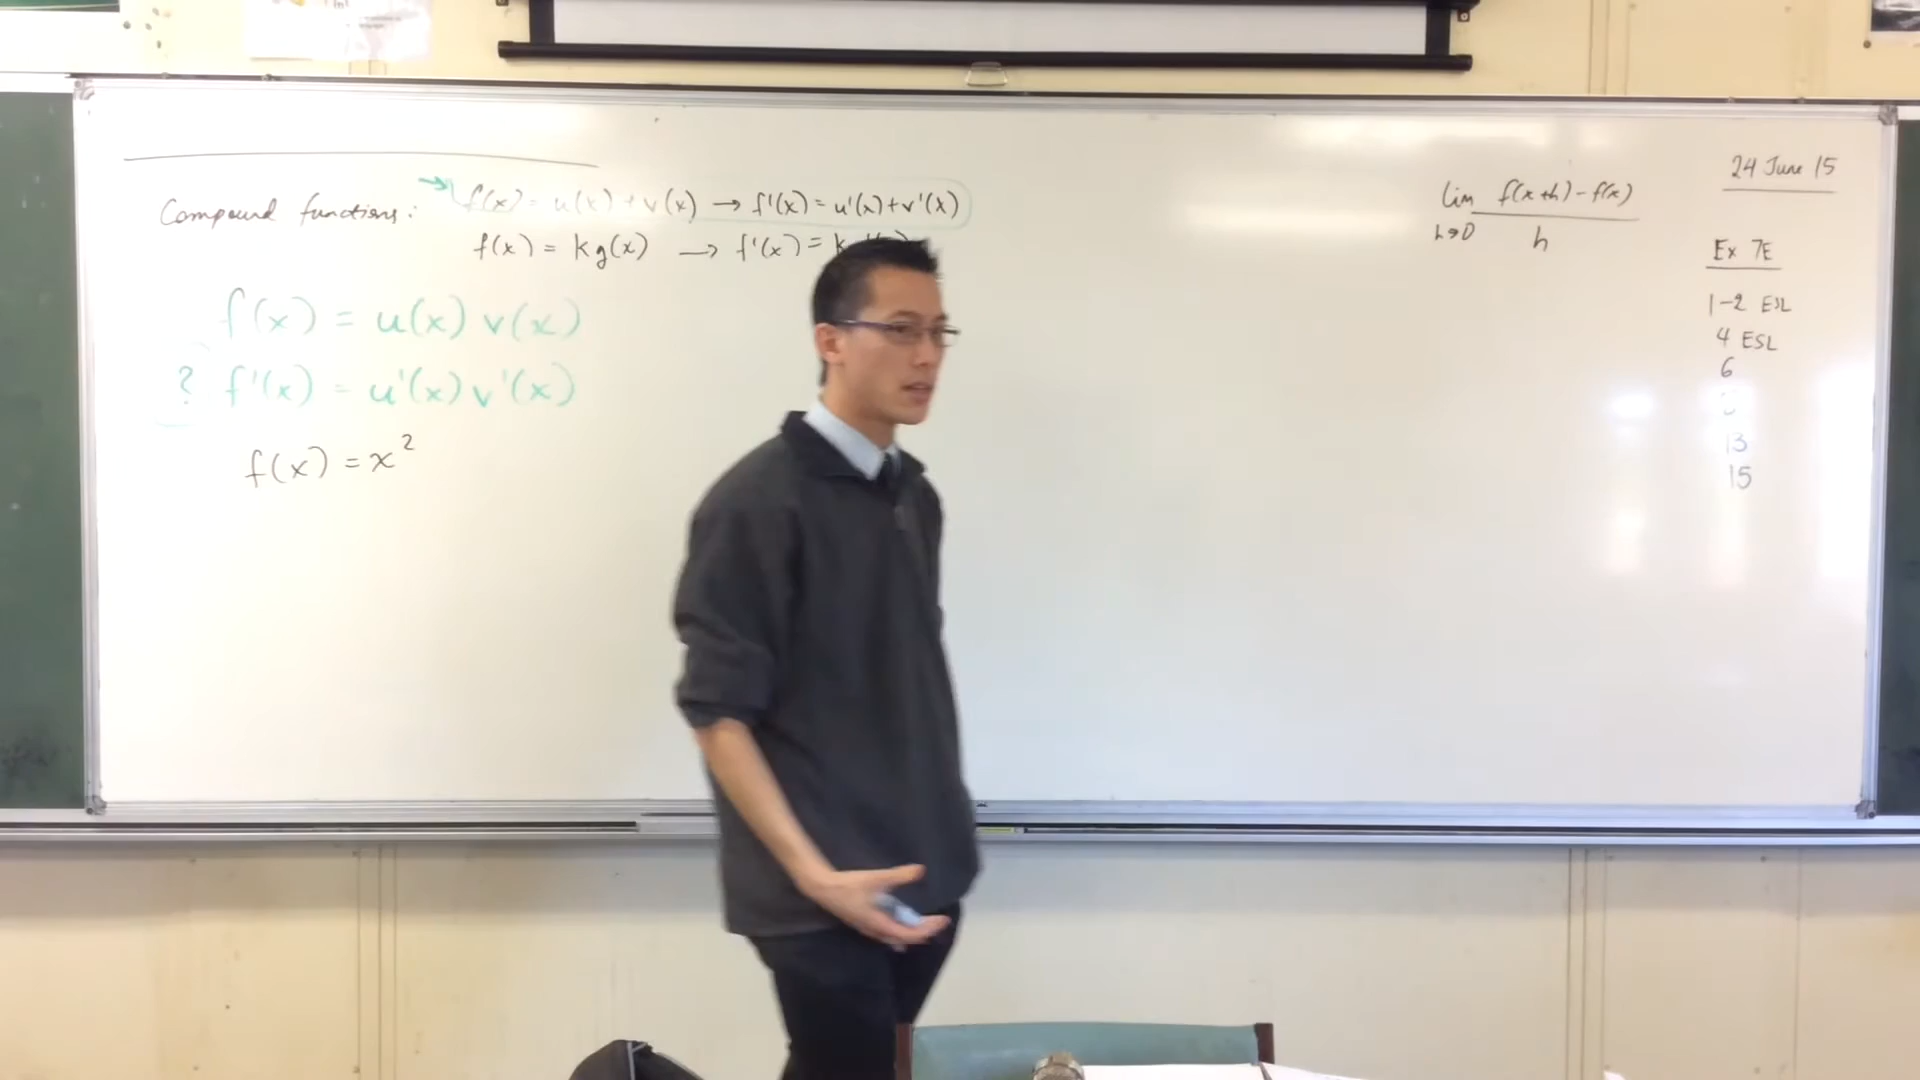 Compound functions: f(x) = u(x) + v(x) → f'(x) = u'(x) + v'(x)
f(x) = kg(x) → f'(x) = k
f(x) = u(x) v(x)
? f'(x) = u'(x) v'(x)
f(x) = x²
lim f(x+h) - f(x)
h→0 h
24 June 15
Ex 7E
1-2 ESL
4 ESL
6
13
15